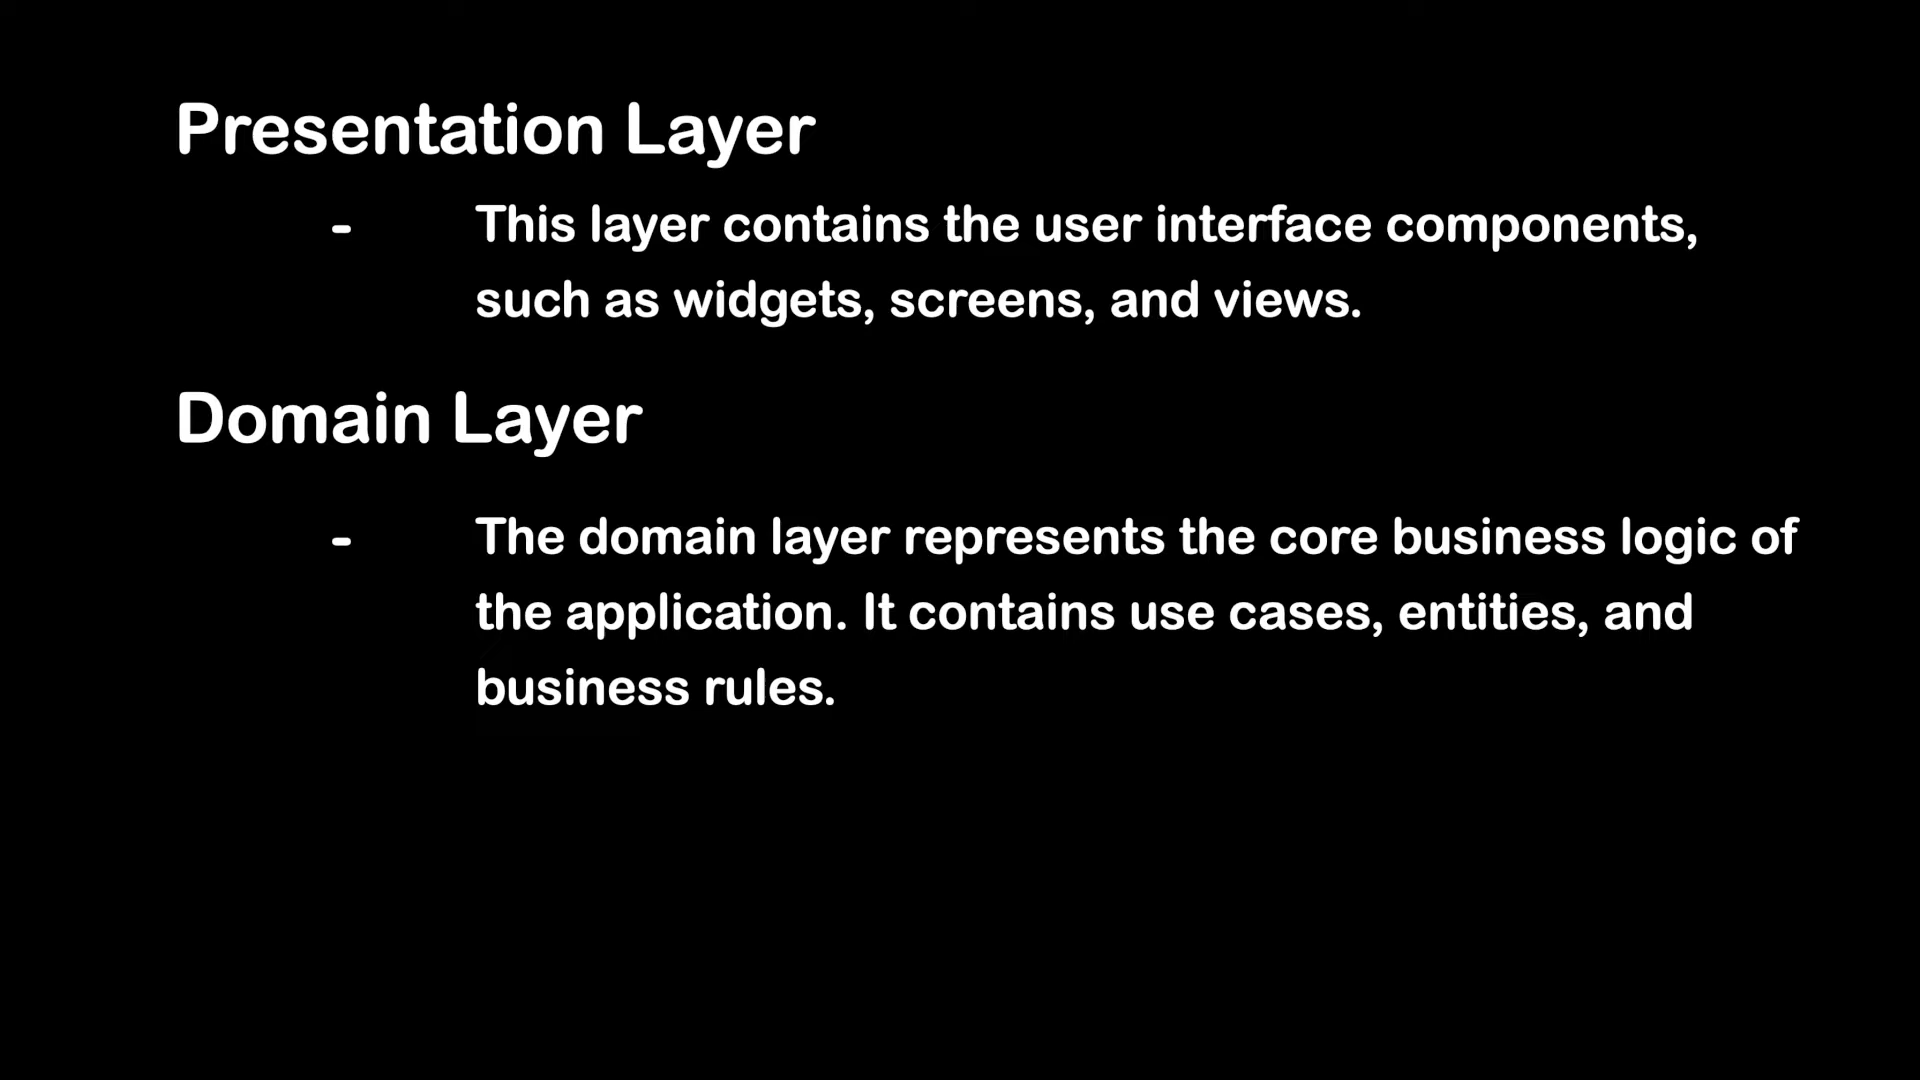 Presentation Layer
- This layer contains the user interface components,
such as widgets, screens, and views.
Domain Layer
- The domain layer represents the core business logic of
the application. It contains use cases, entities, and
business rules.